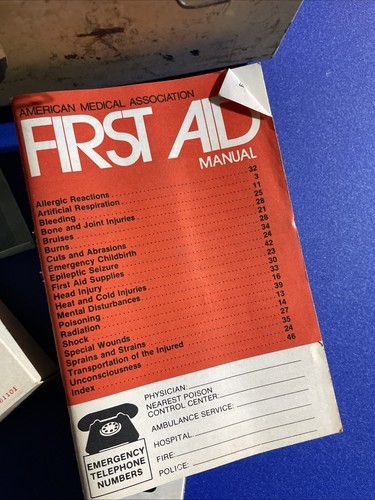 AMERICAN MEDICAL ASSOCIATION
FIRST AID
MANUAL
Allergic Reactions 32
Artificial Respiration 3
Bleeding 11
Bone and Joint Injuries 25
Bruises 28
Burns 21
Cuts and Abrasions 26
Emergency Childbirth 34
Epileptic Seizure 24
First Aid Supplies 42
Head Injury 23
Heat and Cold Injuries 30
Mental Disturbances 33
Poisoning 16
Radiation 39
Shock 13
Special Wounds 14
Sprains and Strains 27
Transportation of the Injured 35
Unconsciousness 24
Index 46
PHYSICIAN:
NEAREST POISON
CONTROL CENTER:
AMBULANCE SERVICE:
HOSPITAL
FIRE:
POLICE:
EMERGENCY
TELEPHONE
NUMBERS